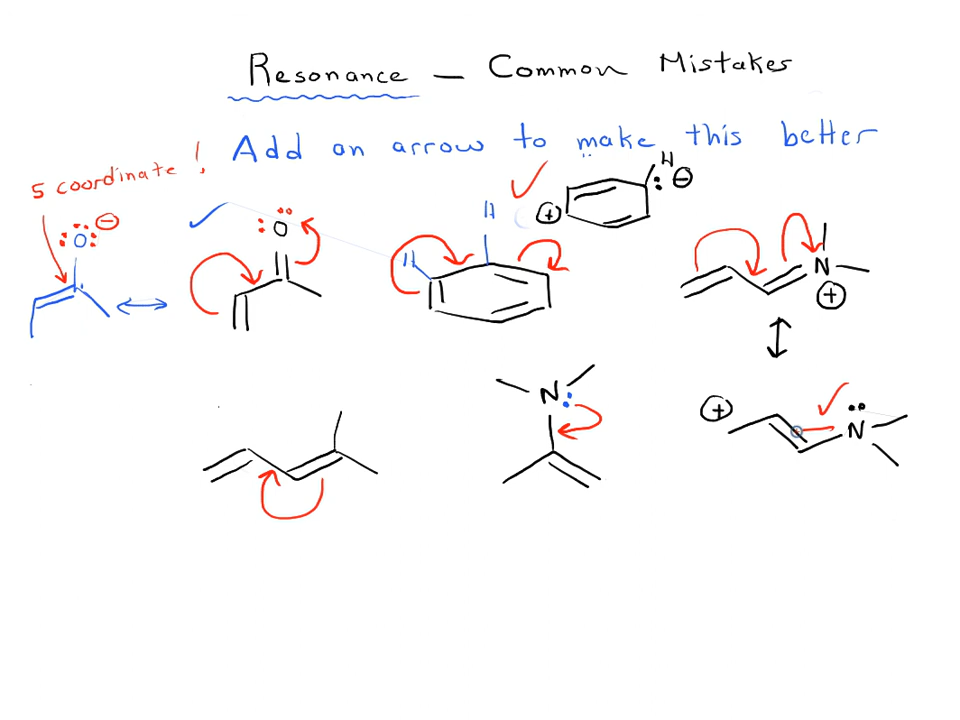 Resonance — Common Mistakes
Add an arrow to make this better
5 coordinate !
H
⊖
⊕
O ⊖
O
H
H
N
⊕
N
⊕
N